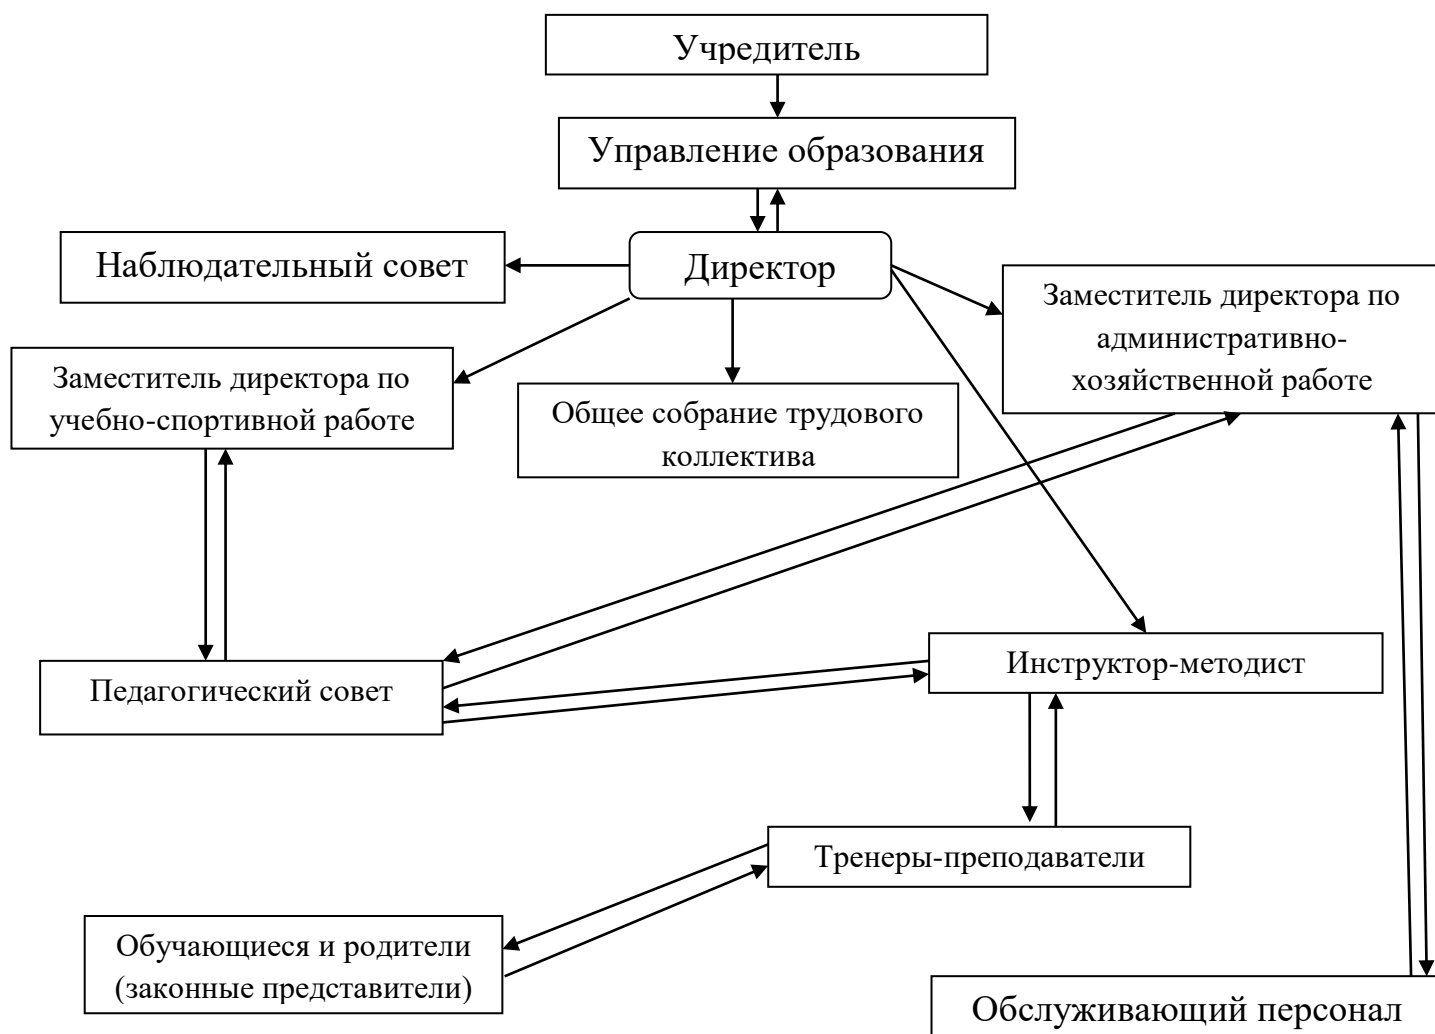 Учредитель
Управление образования
Наблюдательный совет
Директор
Заместитель директора по
административно-
хозяйственной работе
Заместитель директора по
учебно-спортивной работе
Общее собрание трудового
коллектива
Педагогический совет
Инструктор-методист
Тренеры-преподаватели
Обучающиеся и родители
(законные представители)
Обслуживающий персонал